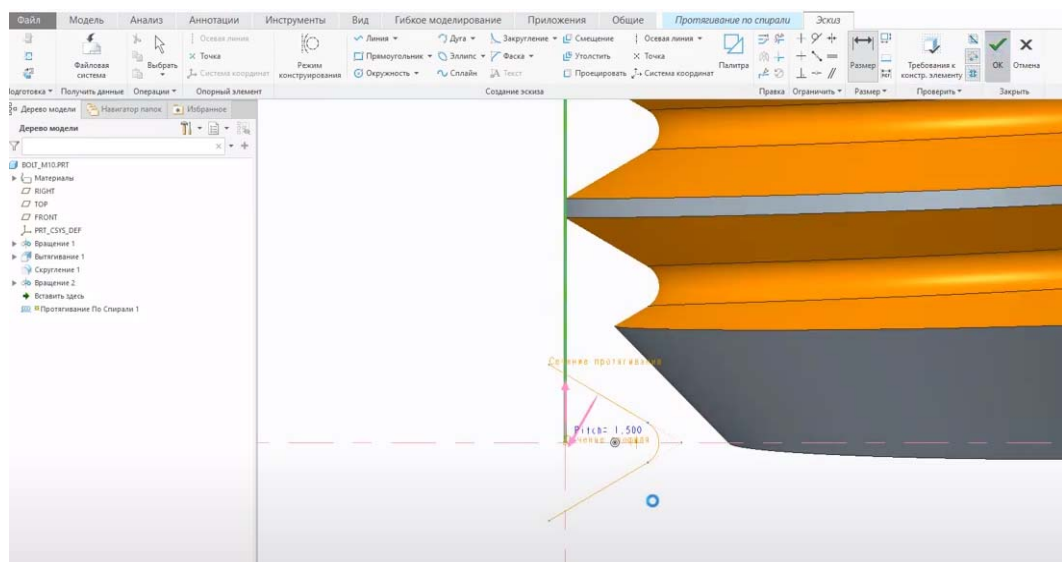 Файл Модель Анализ Аннотации Инструменты Вид Гибкое моделирование Приложения Общие Протягивание по спирали Эскиз
Осевая линия Линия Дуга Закругление Смещение Осевая линия
Файловая система Выбрать Точка Режим конструирования Прямоугольник Эллипс Фаска Утолстить Точка Палитра Размер Требования к констр. элементу ОК Отмена
Система координат Окружность Сплайн Текст Проецировать Система координат
Получить данные Операции Опорный элемент Создание эскиза Правка Ограничить Размер Проверить Закрыть
Дерево модели Навигатор папок Избранное
Дерево модели
BOLT_M10.PRT
Материалы
RIGHT
TOP
FRONT
PRT_CSYS_DEF
Вращение 1
Вытягивание 1
Скругление 1
Вращение 2
Вставить здесь
Протягивание По Спирали 1
Сечение протягивания
Pitch= 1.500